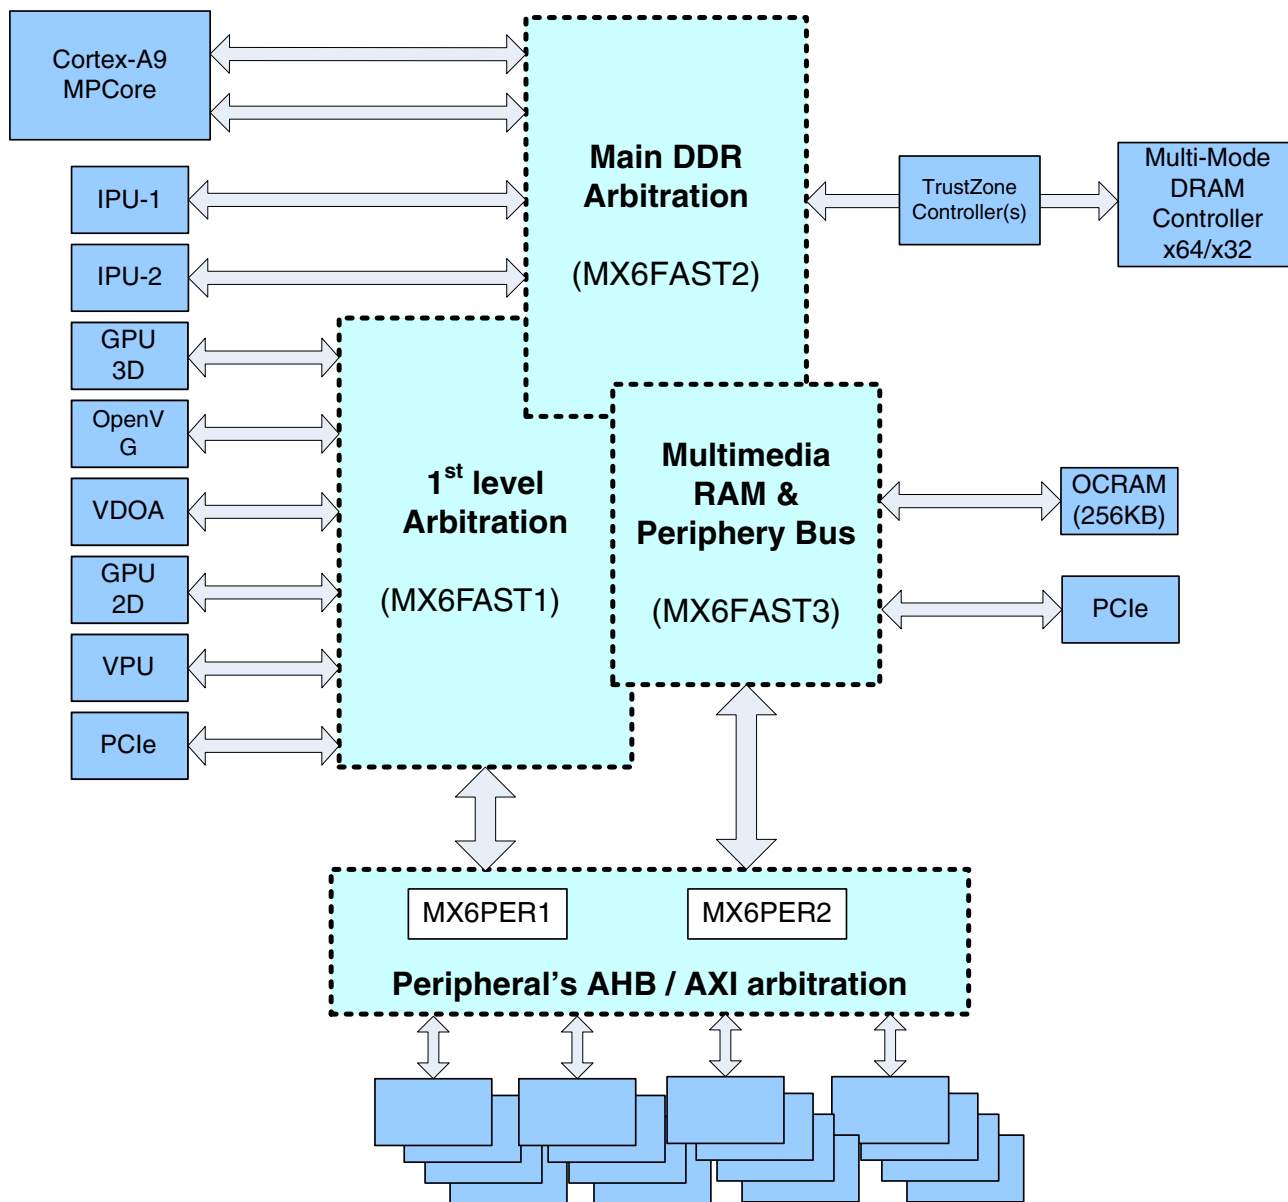 Cortex-A9
MPCore
IPU-1
IPU-2
GPU
3D
OpenV
G
VDOA
GPU
2D
VPU
PCIe
Main DDR
Arbitration
(MX6FAST2)
1st level
Arbitration
(MX6FAST1)
Multimedia
RAM &
Periphery Bus
(MX6FAST3)
TrustZone
Controller(s)
Multi-Mode
DRAM
Controller
x64/x32
OCRAM
(256KB)
PCIe
MX6PER1
MX6PER2
Peripheral’s AHB / AXI arbitration